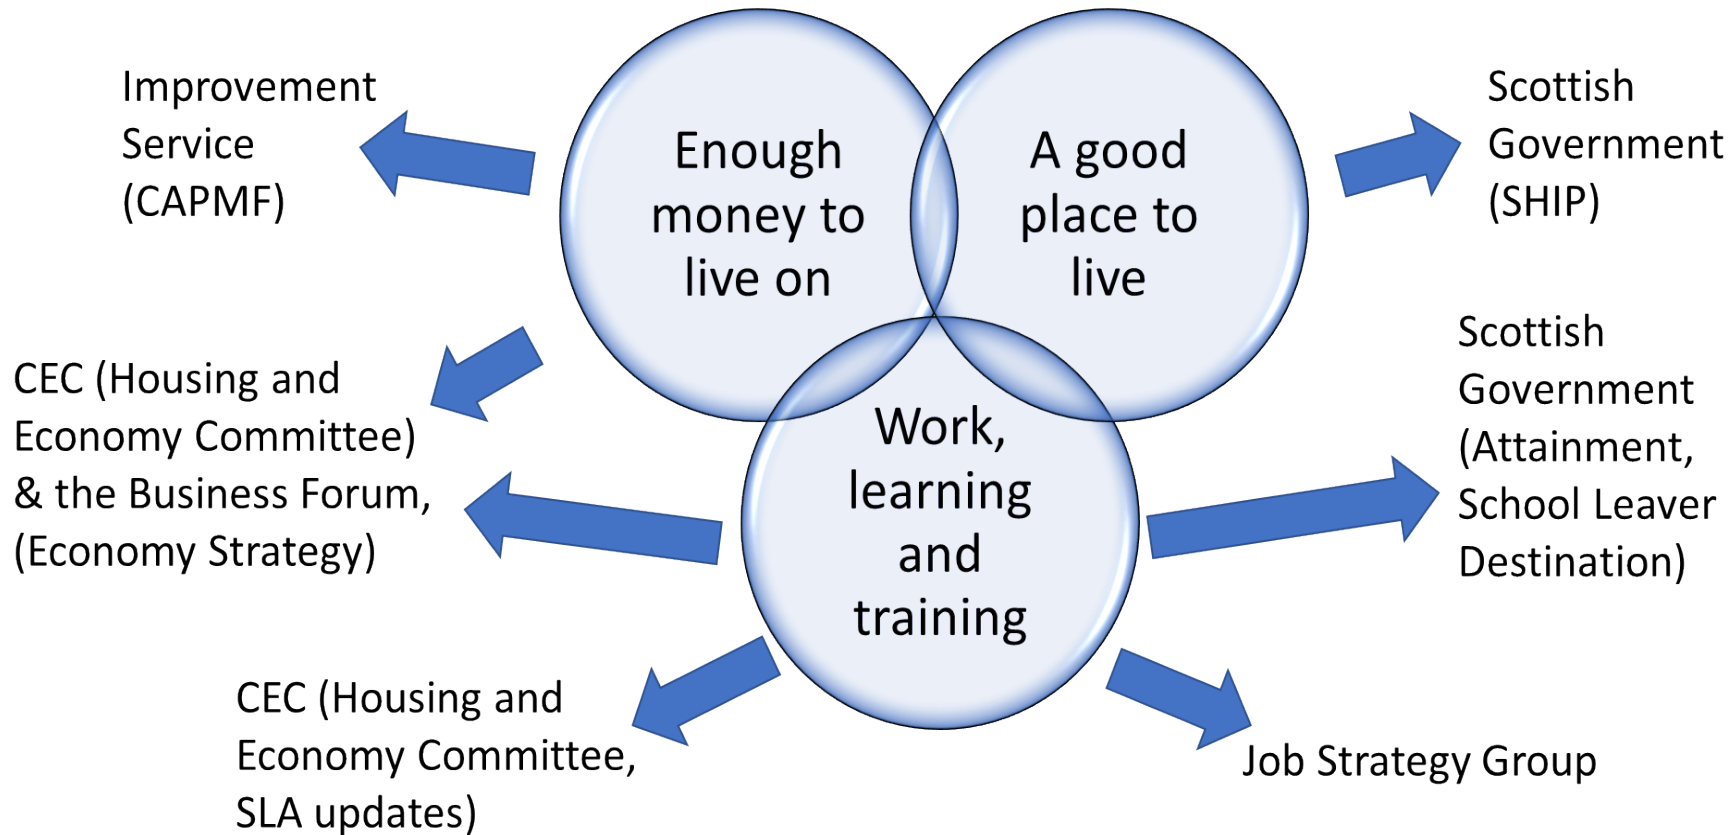 Improvement
Service
(CAPMF)
Enough
money to
live on
A good
place to
live
Scottish
Government
(SHIP)
CEC (Housing and
Economy Committee)
& the Business Forum,
(Economy Strategy)
Work,
learning
and
training
Scottish
Government
(Attainment,
School Leaver
Destination)
CEC (Housing and
Economy Committee,
SLA updates)
Job Strategy Group